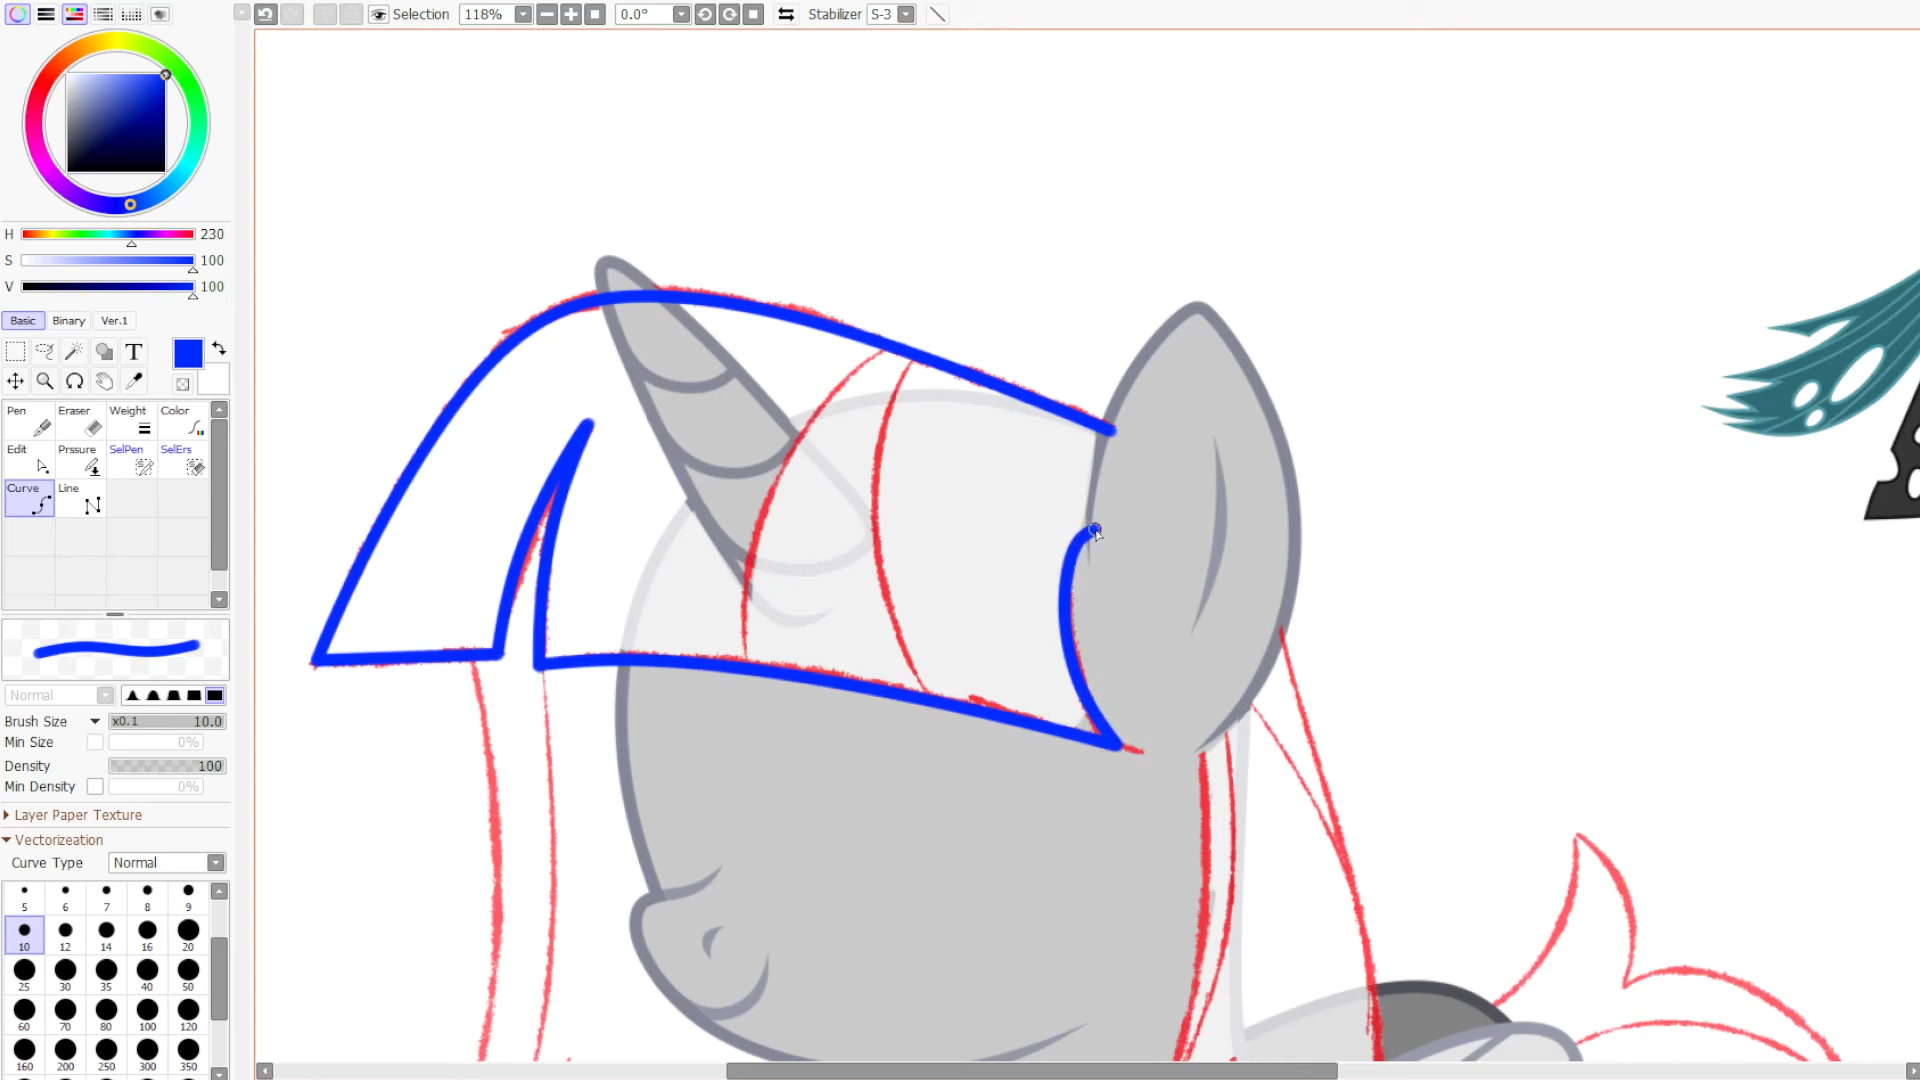 Selection 118% 0.0° Stabilizer S-3
H 230
S 100
V 100
Basic Binary Ver.1
T
Pen Eraser Weight Color
Edit Prssure SelPen SelErs
Curve Line
Normal
Brush Size x0.1 10.0
Min Size 0%
Density 100
Min Density 0%
Layer Paper Texture
Vectorizeation
Curve Type Normal
5 6 7 8 9
10 12 14 16 20
25 30 35 40 50
60 70 80 100 120
160 200 250 300 350